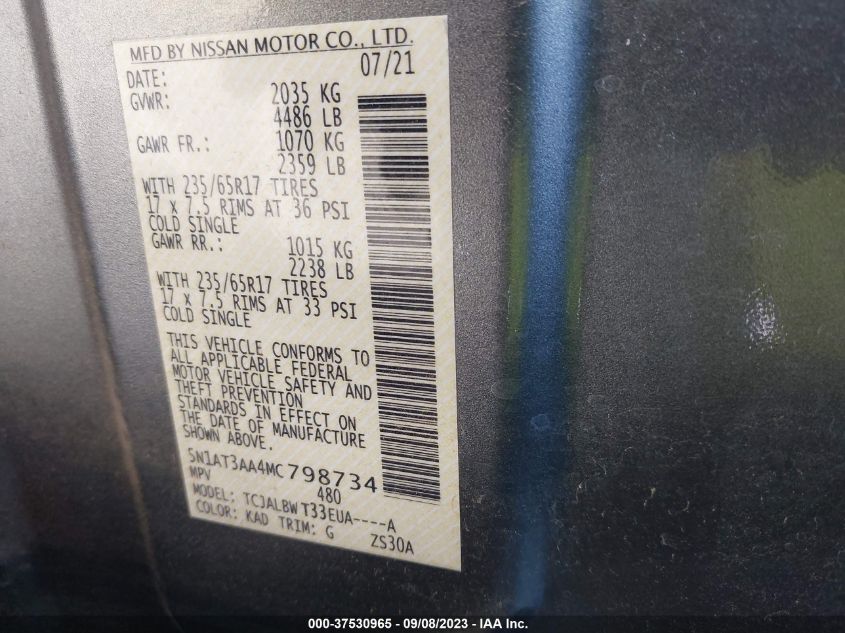 MFD BY NISSAN MOTOR CO., LTD.
DATE: 07/21
GVWR: 2035 KG
4486 LB
GAWR FR.: 1070 KG
2359 LB
WITH 235/65R17 TIRES
17 x 7.5 RIMS AT 36 PSI
COLD SINGLE
GAWR RR.: 1015 KG
2238 LB
WITH 235/65R17 TIRES
17 x 7.5 RIMS AT 33 PSI
COLD SINGLE
THIS VEHICLE CONFORMS TO
ALL APPLICABLE FEDERAL
MOTOR VEHICLE SAFETY AND
THEFT PREVENTION
STANDARDS IN EFFECT ON
THE DATE OF MANUFACTURE
SHOWN ABOVE.
5N1AT3AA4MC798734
MPV 480
MODEL: TCJALBW T33EUA----A
COLOR: KAD TRIM: G ZS30A
000-37530965 - 09/08/2023 - IAA Inc.